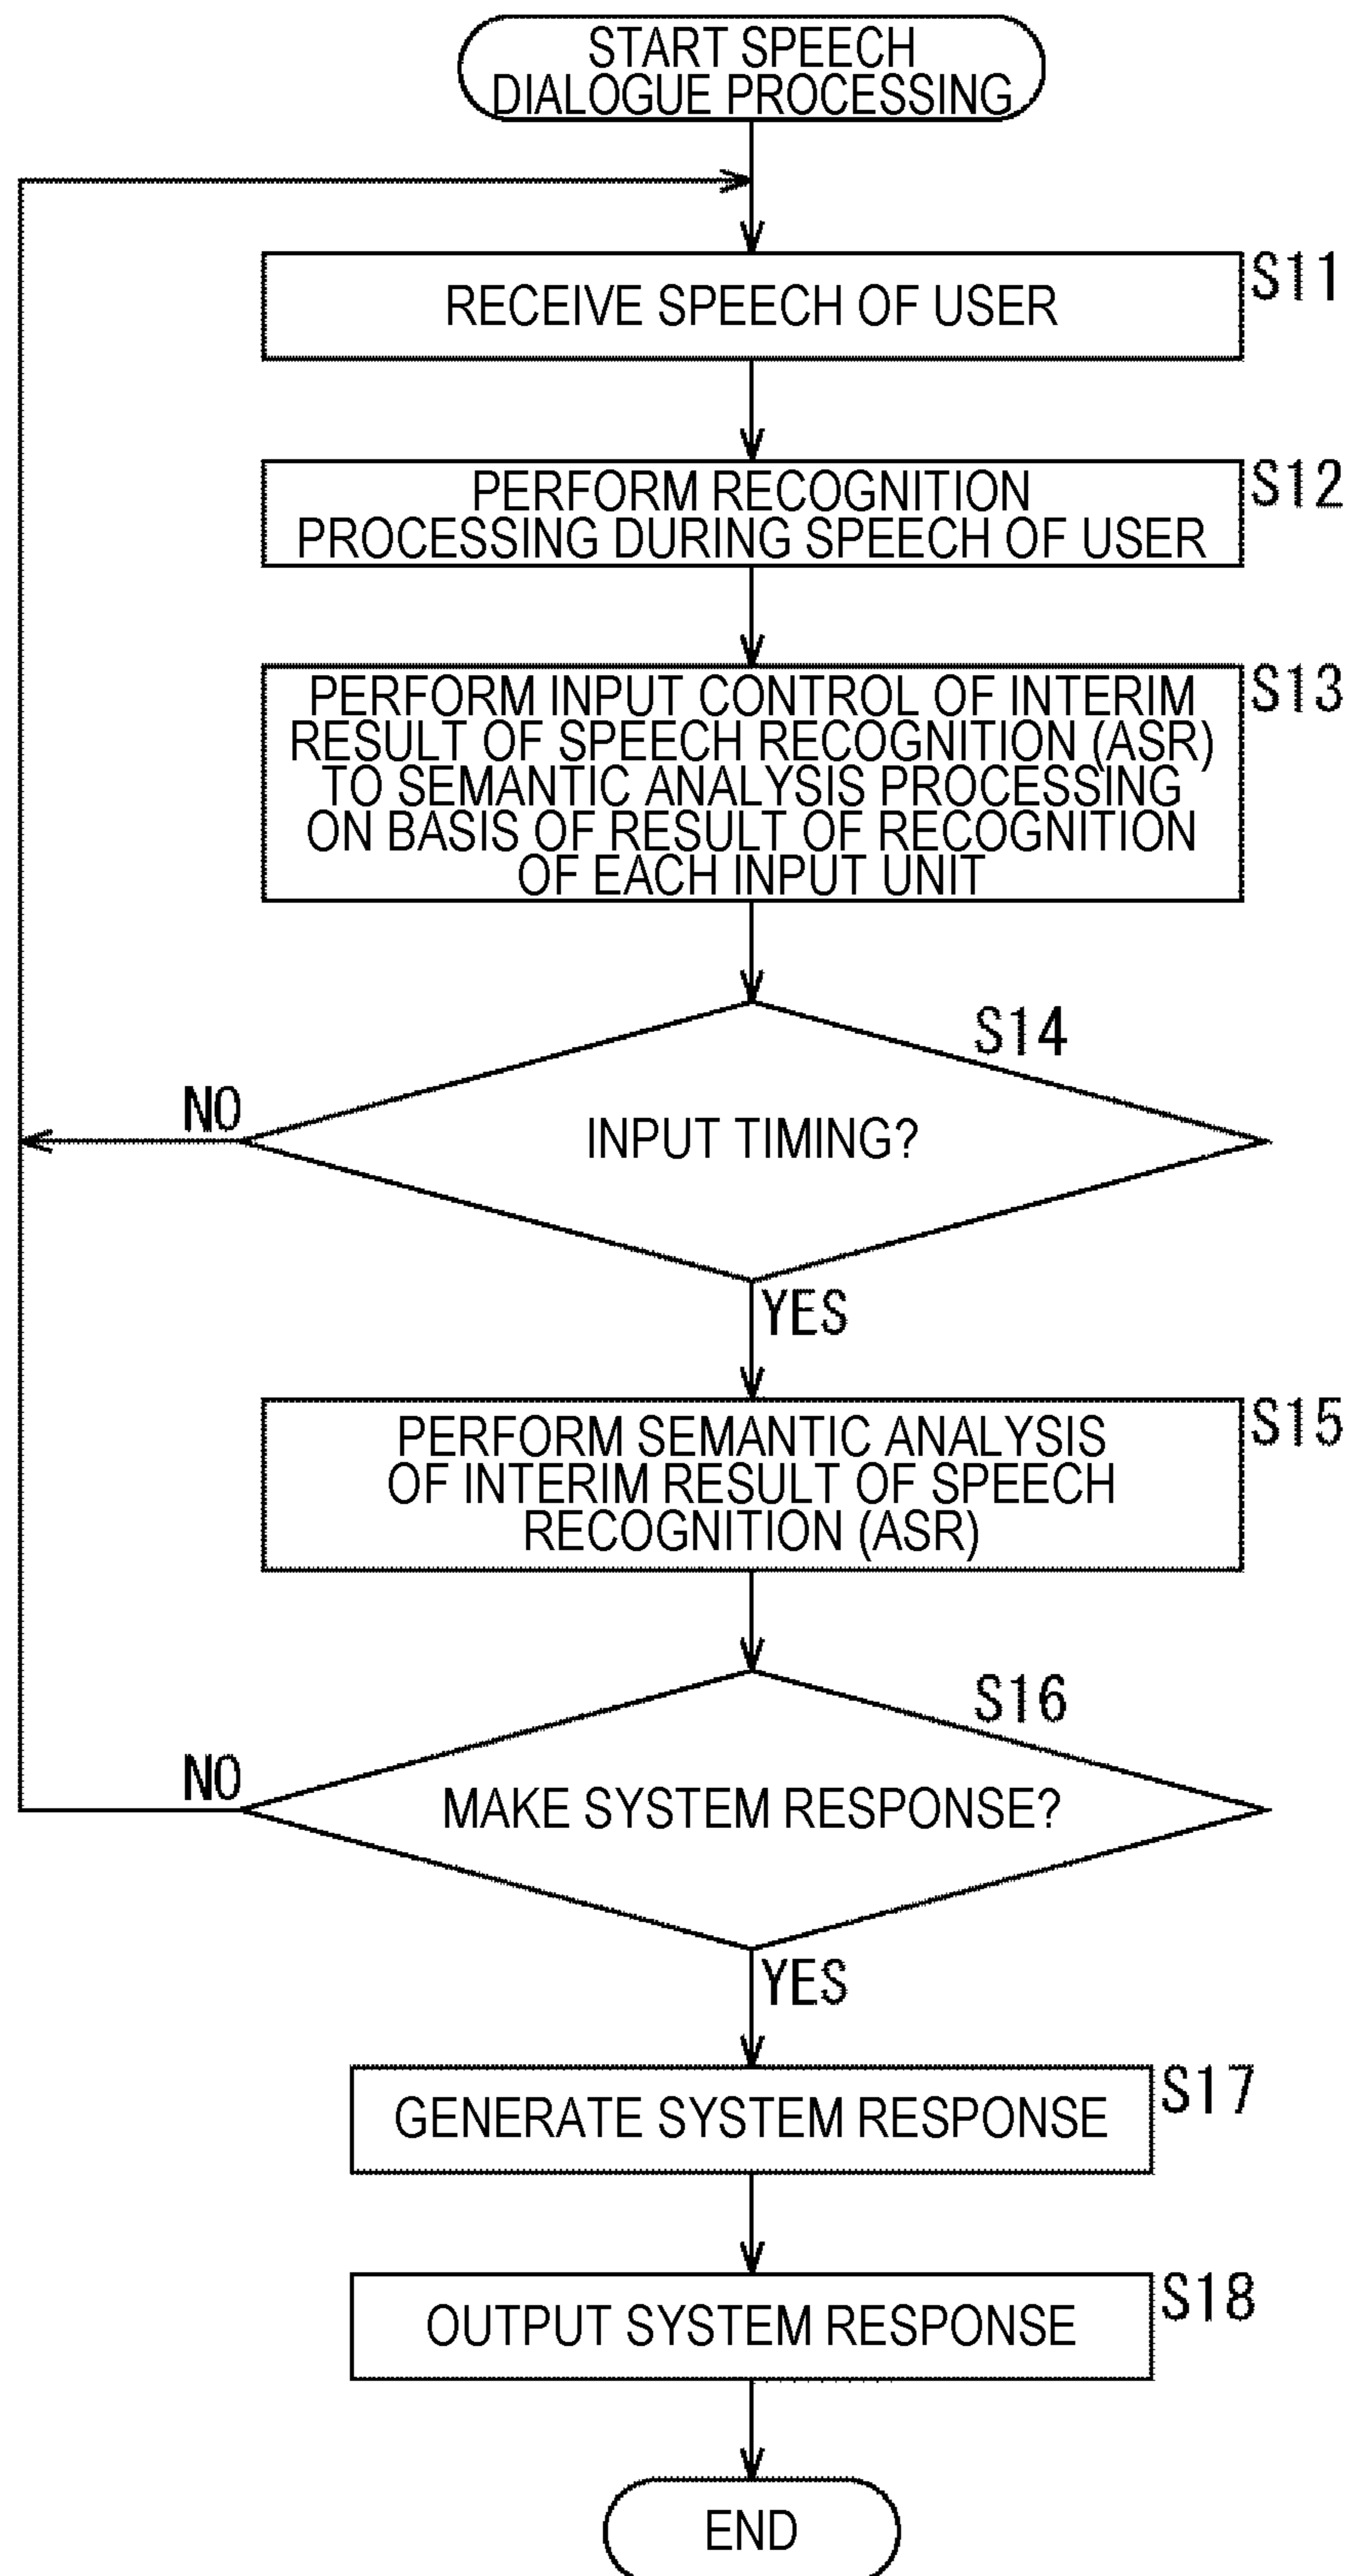 START SPEECH
DIALOGUE PROCESSING
RECEIVE SPEECH OF USER
S11
PERFORM RECOGNITION
PROCESSING DURING SPEECH OF USER
S12
PERFORM INPUT CONTROL OF INTERIM
RESULT OF SPEECH RECOGNITION (ASR)
TO SEMANTIC ANALYSIS PROCESSING
ON BASIS OF RESULT OF RECOGNITION
OF EACH INPUT UNIT
S13
S14
NO
INPUT TIMING?
YES
PERFORM SEMANTIC ANALYSIS
OF INTERIM RESULT OF SPEECH
RECOGNITION (ASR)
S15
S16
NO
MAKE SYSTEM RESPONSE?
YES
GENERATE SYSTEM RESPONSE
S17
OUTPUT SYSTEM RESPONSE
S18
END